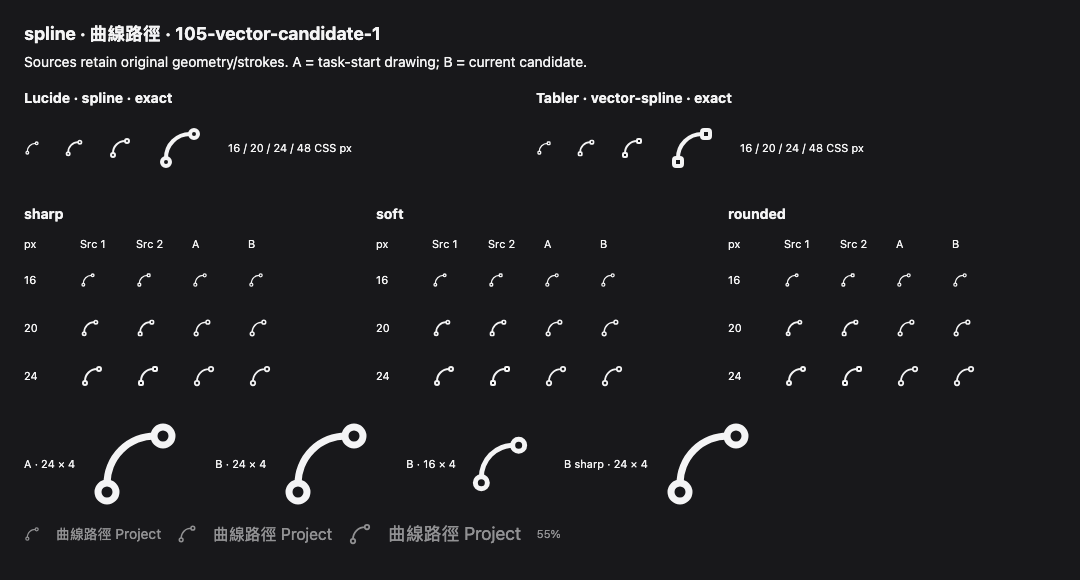 spline · 曲線路徑 · 105-vector-candidate-1
Sources retain original geometry/strokes. A = task-start drawing; B = current candidate.
Lucide · spline · exact
16 / 20 / 24 / 48 CSS px
Tabler · vector-spline · exact
16 / 20 / 24 / 48 CSS px
sharp
px Src 1 Src 2 A B
16
20
24
soft
px Src 1 Src 2 A B
16
20
24
rounded
px Src 1 Src 2 A B
16
20
24
A · 24 × 4
B · 24 × 4
B · 16 × 4
B sharp · 24 × 4
曲線路徑 Project 曲線路徑 Project 曲線路徑 Project 55%